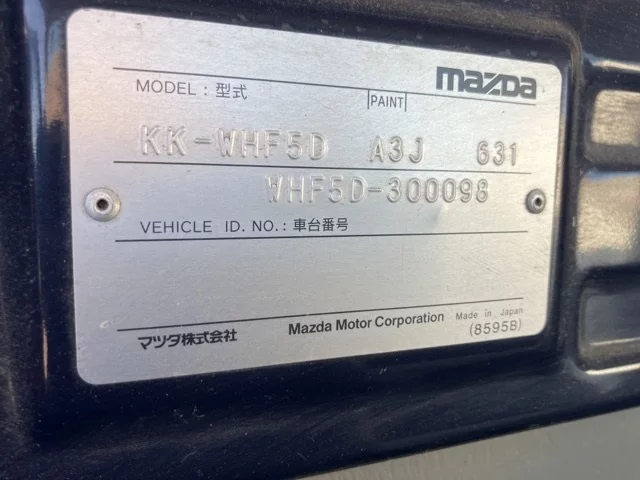 mazda
MODEL : 型式 PAINT
KK-WHF5D A3J 631
WHF5D-300098
VEHICLE ID. NO. : 車台番号
マツダ株式会社 Mazda Motor Corporation Made in Japan
(8595B)